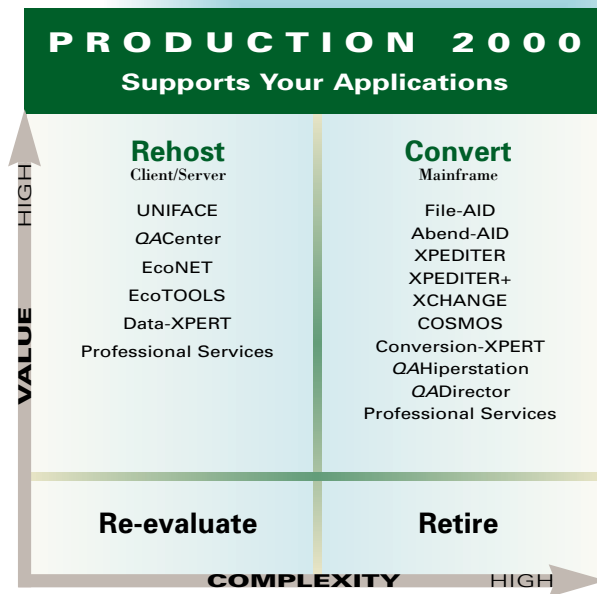 PRODUCTION 2000
Supports Your Applications
HIGH
VALUE
Rehost
Client/Server
UNIFACE
QACenter
EcoNET
EcoTOOLS
Data-XPERT
Professional Services
Convert
Mainframe
File-AID
Abend-AID
XPEDITER
XPEDITER+
XCHANGE
COSMOS
Conversion-XPERT
QAHiperstation
QADirector
Professional Services
Re-evaluate
Retire
COMPLEXITY HIGH